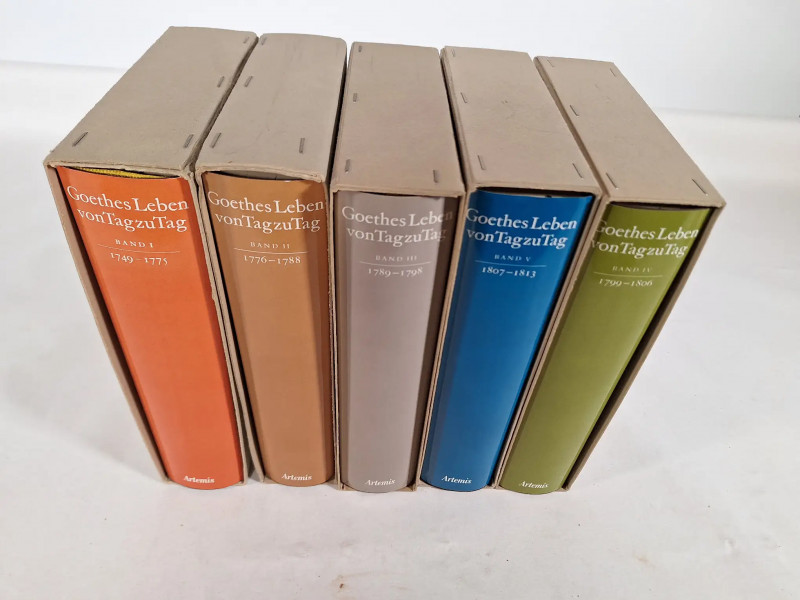 Goethes Leben
von Tag zu Tag
BAND I
1749–1775
Artemis
Goethes Leben
von Tag zu Tag
BAND II
1776–1788
Artemis
Goethes Leben
von Tag zu Tag
BAND III
1789–1798
Artemis
Goethes Leben
von Tag zu Tag
BAND V
1807–1813
Artemis
Goethes Leben
von Tag zu Tag
BAND IV
1799–1806
Artemis